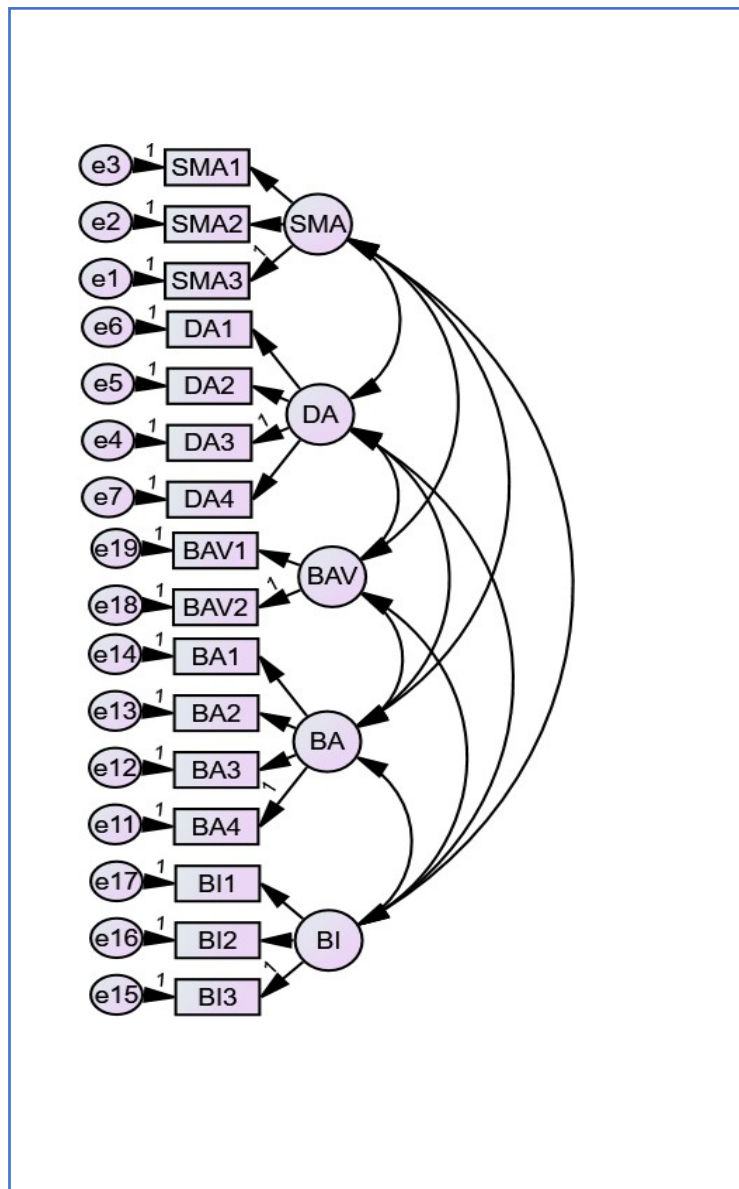 e3 1 SMA1
SMA
e2 1 SMA2
e1 1 SMA3 1
e6 1 DA1
e5 1 DA2
DA
e4 1 DA3 1
e7 1 DA4
e19 1 BAV1
BAV
e18 1 BAV2 1
e14 1 BA1
e13 1 BA2
BA
e12 1 BA3
e11 1 BA4 1
e17 1 BI1
e16 1 BI2 BI
e15 1 BI3 1